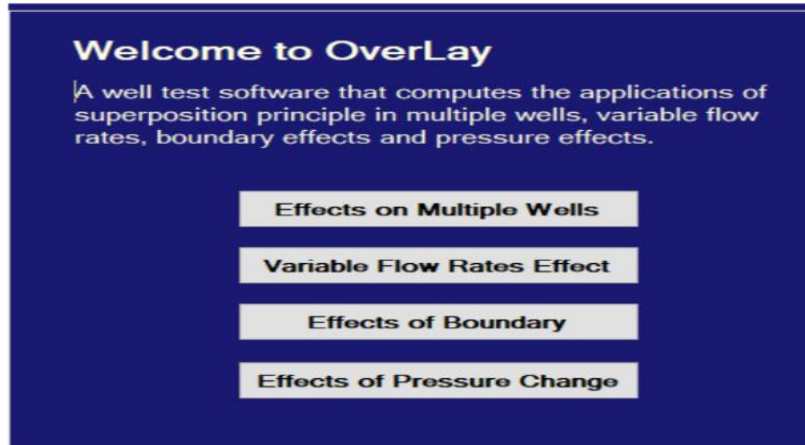 Welcome to OverLay
A well test software that computes the applications of
superposition principle in multiple wells, variable flow
rates, boundary effects and pressure effects.
Effects on Multiple Wells
Variable Flow Rates Effect
Effects of Boundary
Effects of Pressure Change